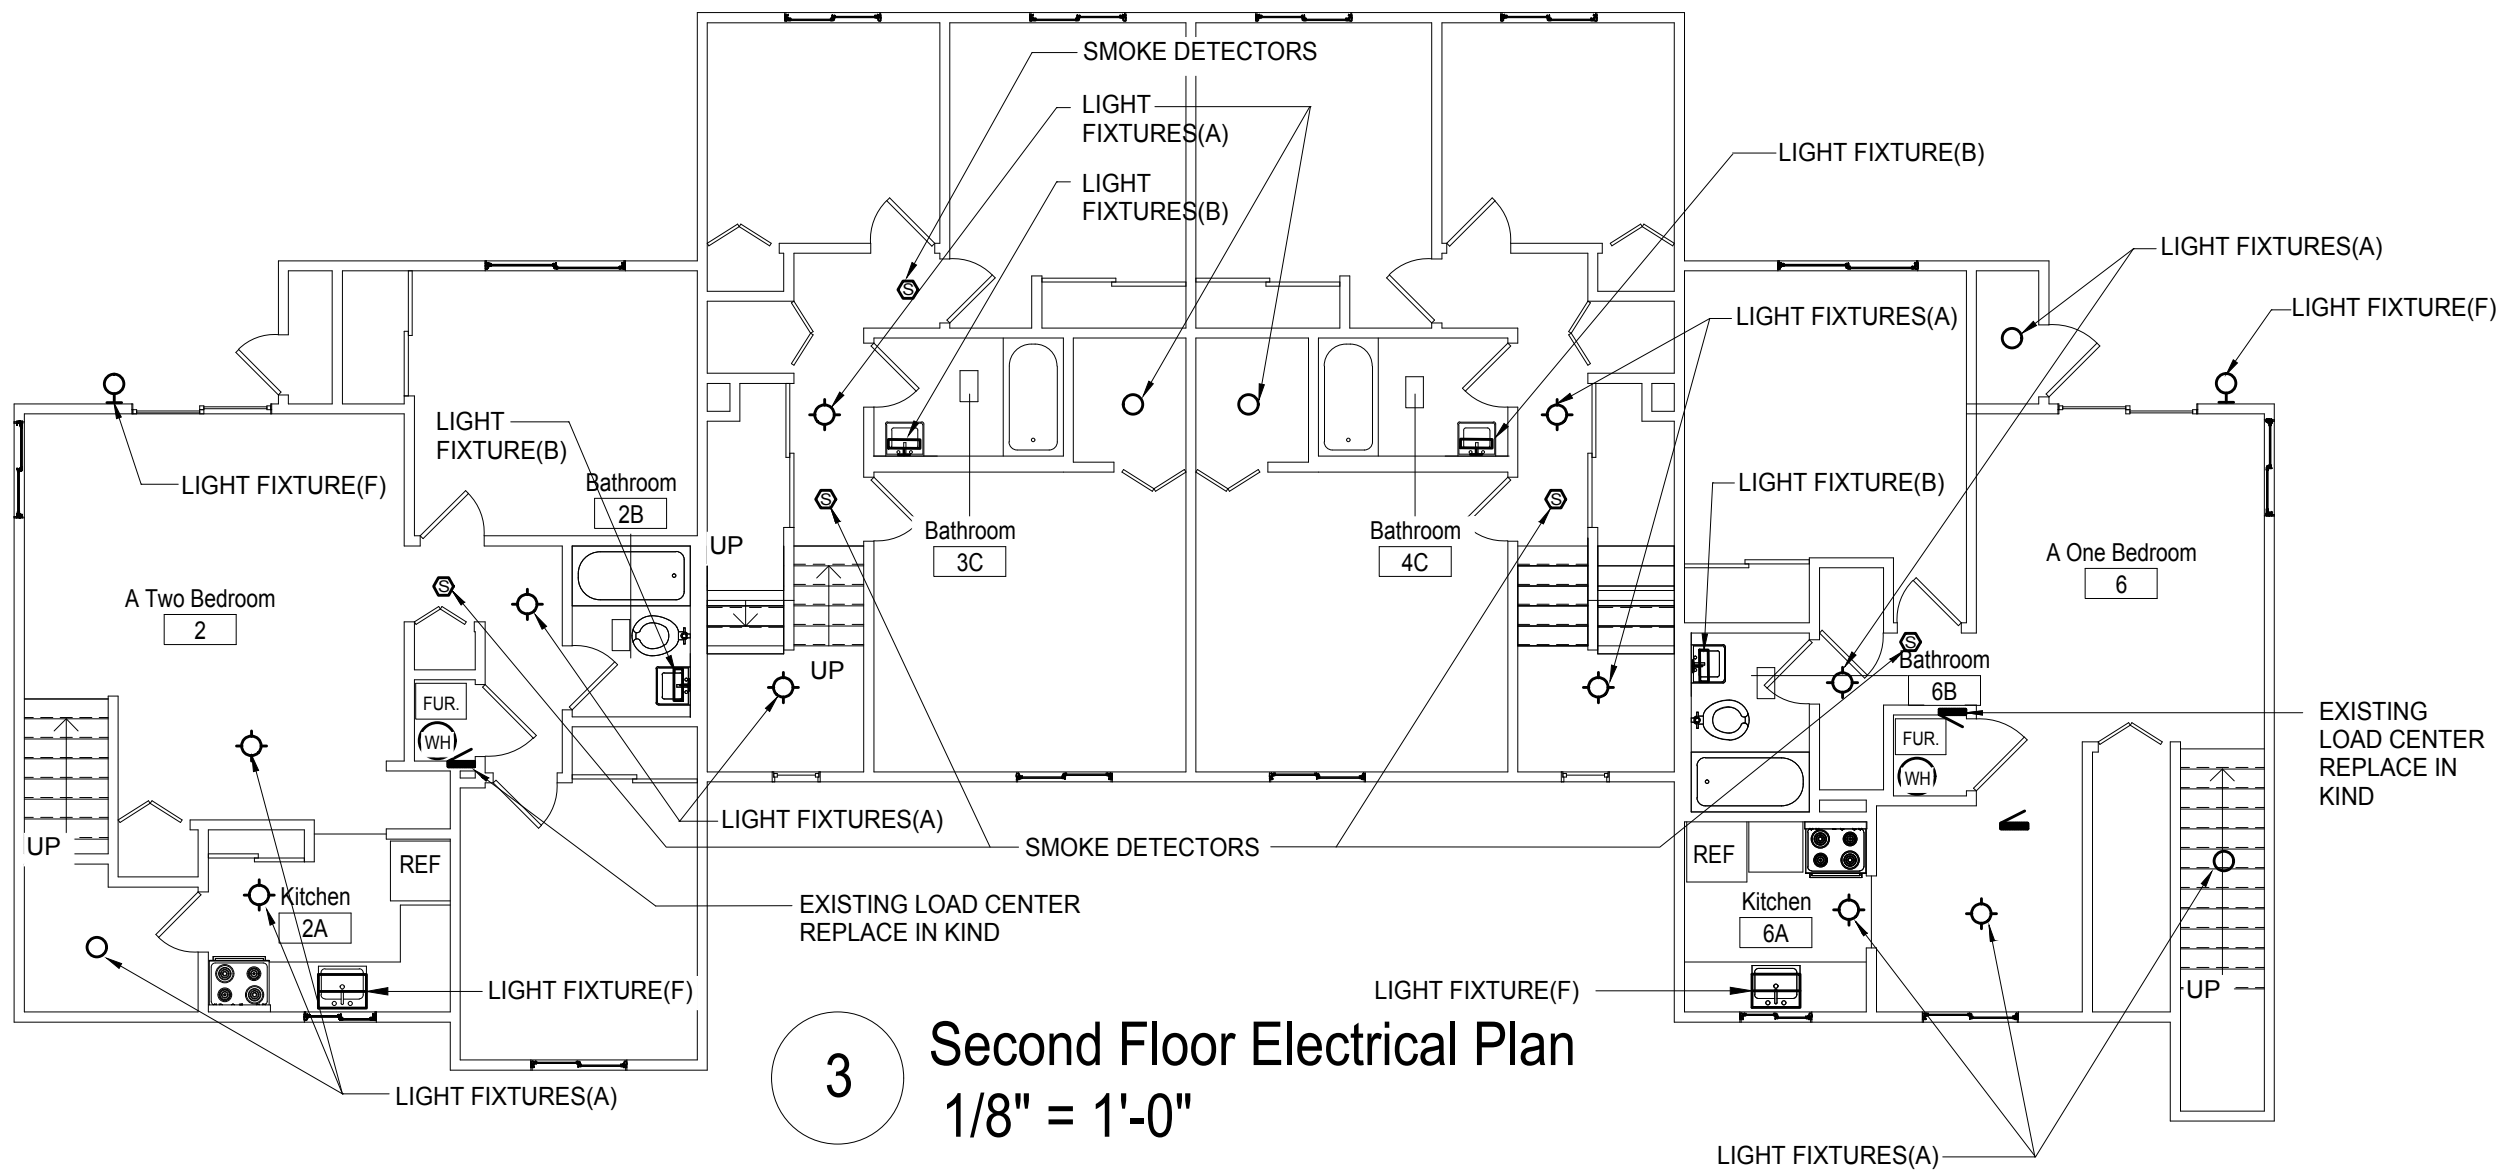 SMOKE DETECTORS
LIGHT
FIXTURES(A)
LIGHT
FIXTURES(B)
LIGHT FIXTURE(B)
LIGHT FIXTURES(A)
LIGHT FIXTURE(F)
LIGHT FIXTURES(A)
S
LIGHT
FIXTURE(B)
LIGHT FIXTURE(F)
Bathroom
2B
S
S
LIGHT FIXTURE(B)
UP
Bathroom
3C
Bathroom
4C
A One Bedroom
6
A Two Bedroom
2
S
S
Bathroom
6B
UP
FUR.
WH
EXISTING
LOAD CENTER
REPLACE IN
KIND
FUR.
WH
LIGHT FIXTURES(A)
SMOKE DETECTORS
UP
REF
REF
Kitchen
2A
EXISTING LOAD CENTER
REPLACE IN KIND
Kitchen
6A
LIGHT FIXTURE(F)
LIGHT FIXTURE(F)
UP
3
Second Floor Electrical Plan
1/8" = 1'-0"
LIGHT FIXTURES(A)
LIGHT FIXTURES(A)